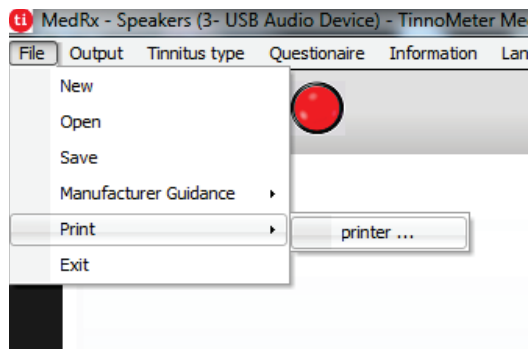 ti MedRx - Speakers (3- USB Audio Device) - TinnoMeter Me
File Output Tinnitus type Questionaire Information Lan
New
Open
Save
Manufacturer Guidance
Print
printer ...
Exit